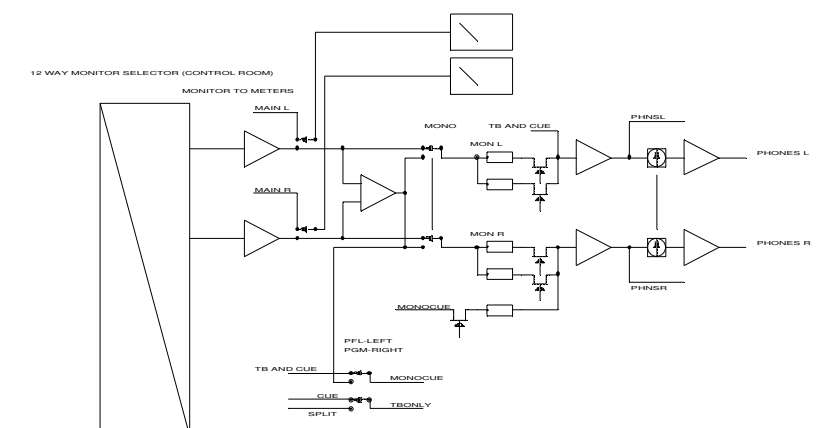 12 WAY MONITOR SELECTOR (CONTROL ROOM)
MONITOR TO METERS
MAIN L
MONO
TB AND CUE
PHNSL
MON L
PHONES L
MAIN R
MON R
PHONES R
PHNSR
MONOCUE
PFL-LEFT
PGM-RIGHT
TB AND CUE
MONOCUE
CUE
TBONLY
SPLIT